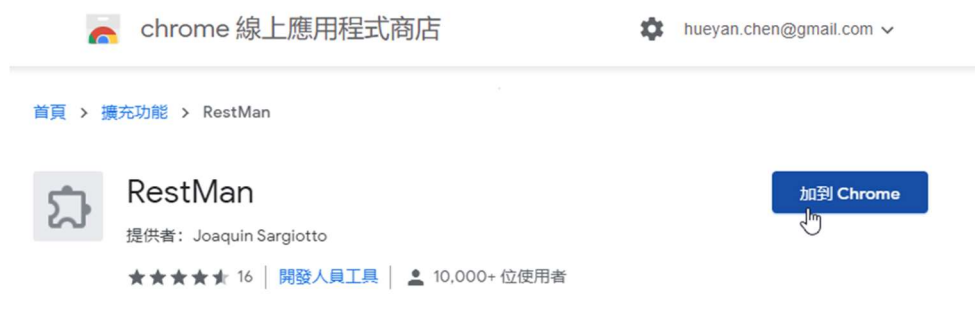 chrome 線上應用程式商店 hueyan.chen@gmail.com
首頁 > 擴充功能 > RestMan
RestMan
加到 Chrome
提供者: Joaquin Sargiotto
16 開發人員工具 10,000+ 位使用者